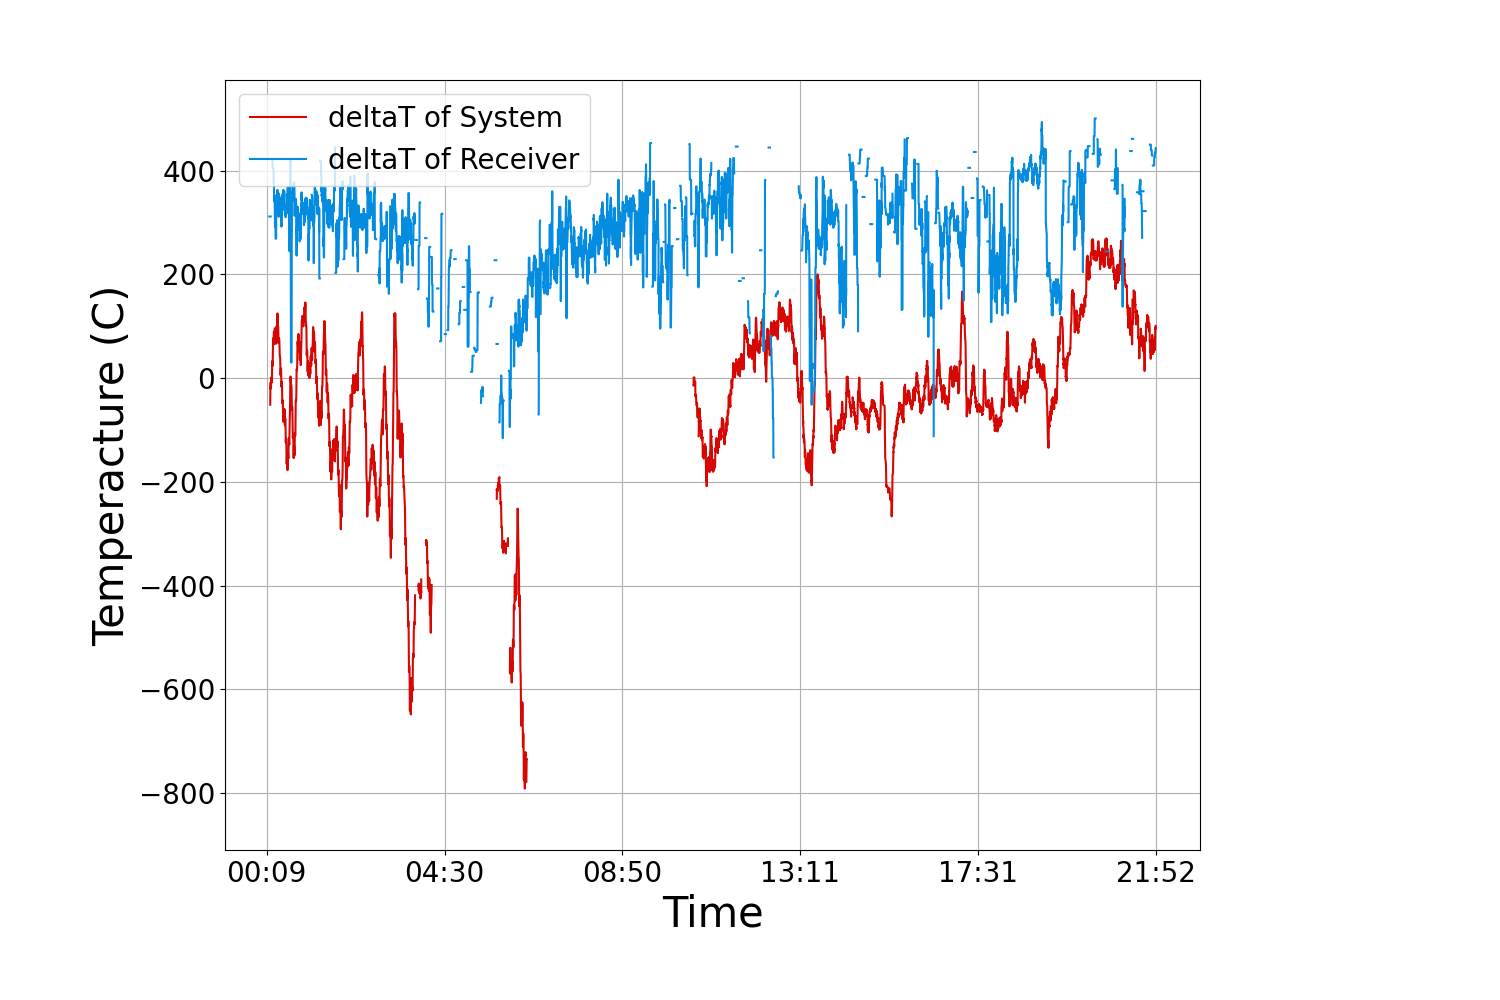 deltaT of System
deltaT of Receiver
Temperacture (C)
400
200
0
−200
−400
−600
−800
00:09 04:30 08:50 13:11 17:31 21:52
Time